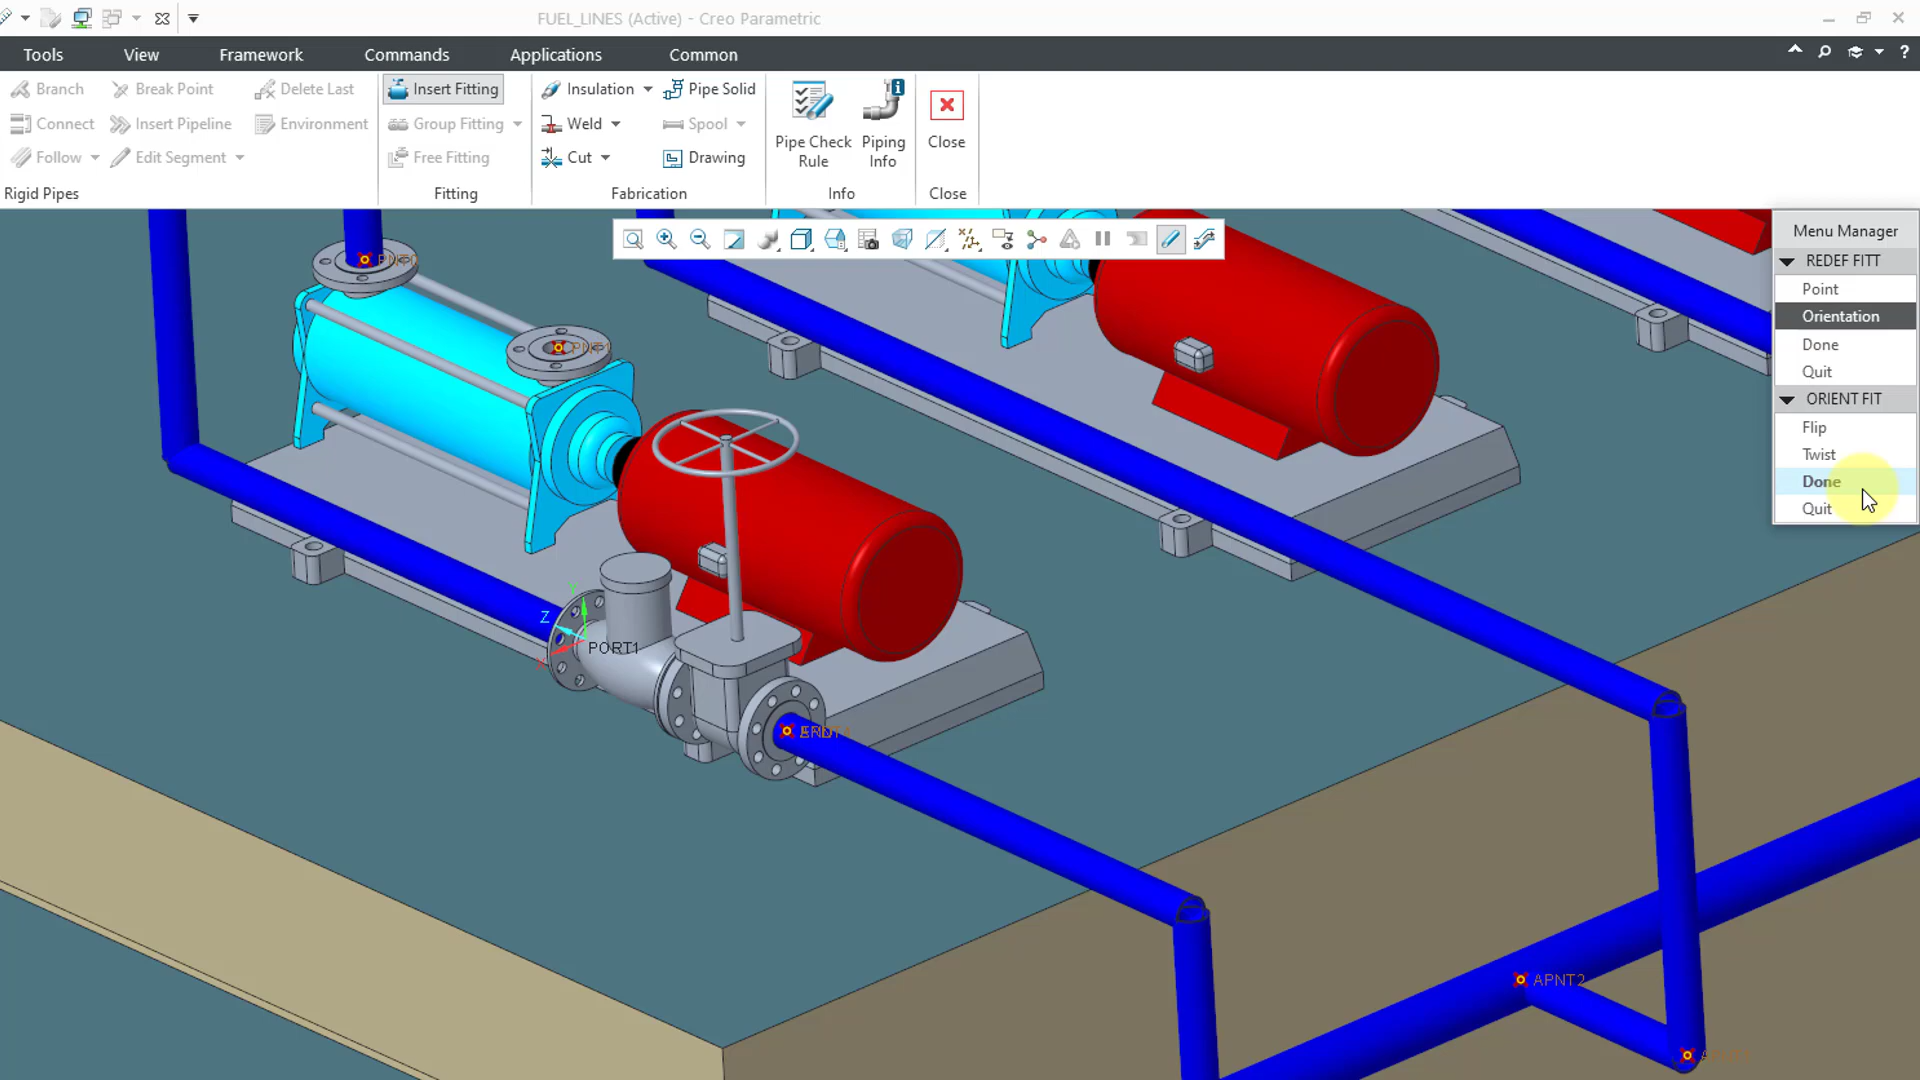 FUEL_LINES (Active) - Creo Parametric
Tools View Framework Commands Applications Common
Branch Break Point Delete Last Insert Fitting Insulation Pipe Solid
Connect Insert Pipeline Environment Group Fitting Weld Spool
Follow Edit Segment Free Fitting Cut Drawing
Pipe Check Rule
Piping Info
Close
Rigid Pipes Fitting Fabrication Info Close
Menu Manager
REDEF FITT
Point
Orientation
Done
Quit
ORIENT FIT
Flip
Twist
Done
Quit
PNT0
PNT1
Y
Z
X
PORT1
APNT2